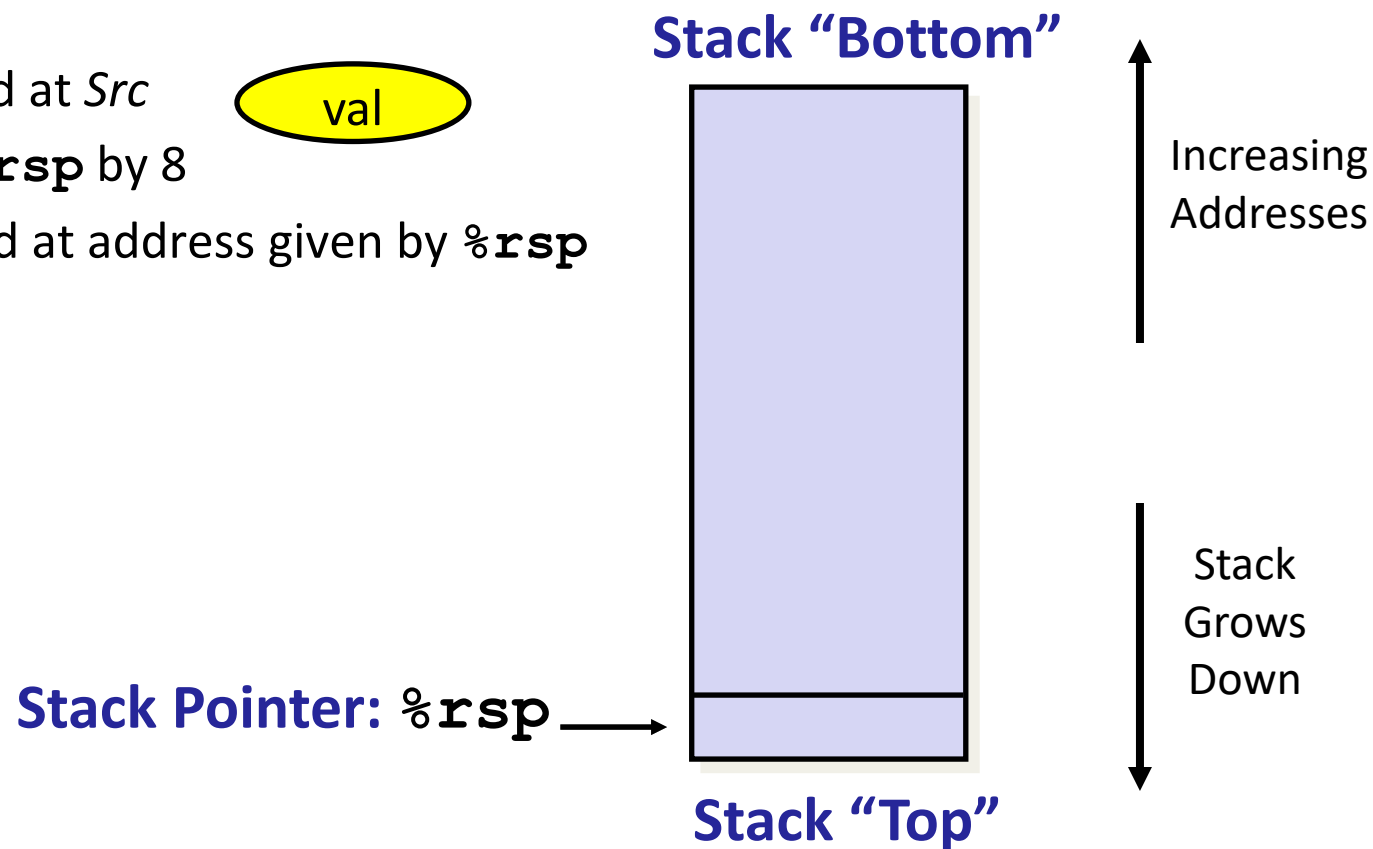 Stack “Bottom”
d at Src
val
rsp by 8
d at address given by %rsp
Increasing
Addresses
Stack
Grows
Down
Stack Pointer: %rsp
Stack “Top”